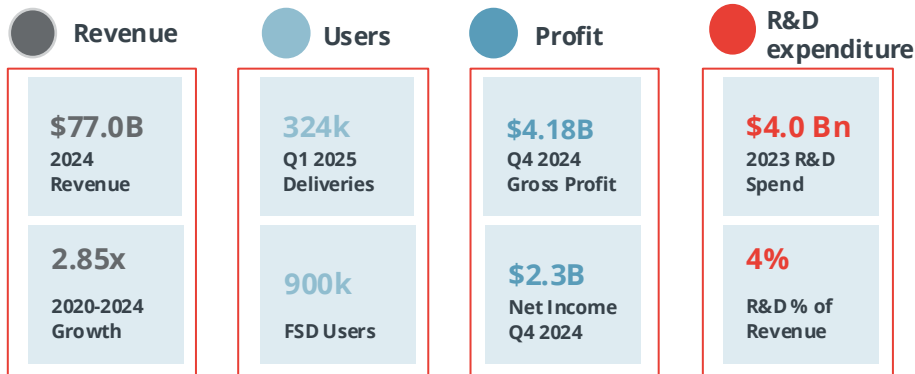 Revenue
$77.0B
2024
Revenue
2.85x
2020-2024
Growth
Users
324k
Q1 2025
Deliveries
900k
FSD Users
Profit
$4.18B
Q4 2024
Gross Profit
$2.3B
Net Income
Q4 2024
R&D
expenditure
$4.0 Bn
2023 R&D
Spend
4%
R&D % of
Revenue